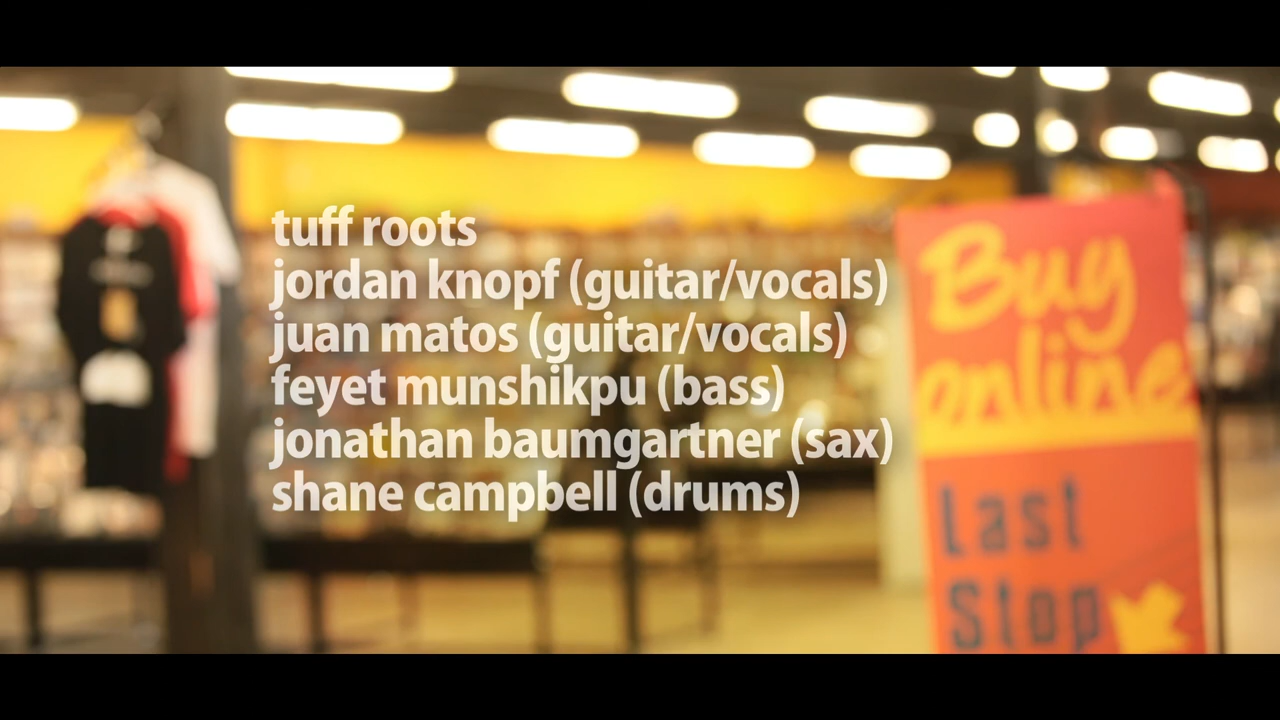 tuff roots
jordan knopf (guitar/vocals)
juan matos (guitar/vocals)
feyet munshikpu (bass)
jonathan baumgartner (sax)
shane campbell (drums)
Buy
online
Last
Stop